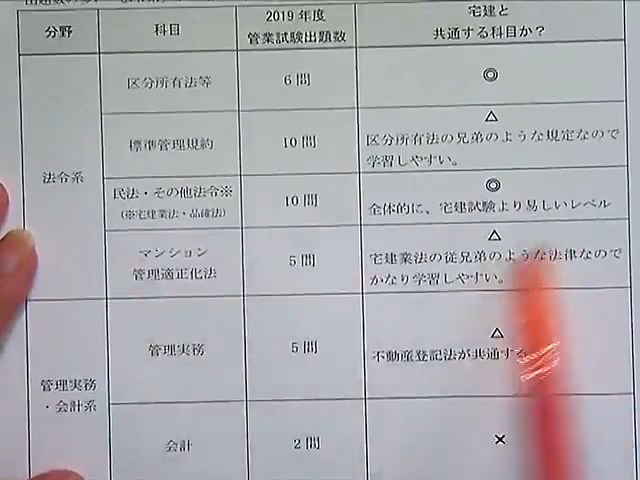 分野
科目
2019年度
管業試験出題数
宅建と
共通する科目か?
法令系
区分所有法等
6問
◎
標準管理規約
10問
△
区分所有法の兄弟のような規定なので
学習しやすい。
民法・その他法令※
(※宅建業法・品確法)
10問
◎
全体的に、宅建試験より易しいレベル
マンション
管理適正化法
5問
△
宅建業法の従兄弟のような法律なので
かなり学習しやすい。
管理実務
・会計系
管理実務
5問
△
不動産登記法が共通する
会計
2問
×